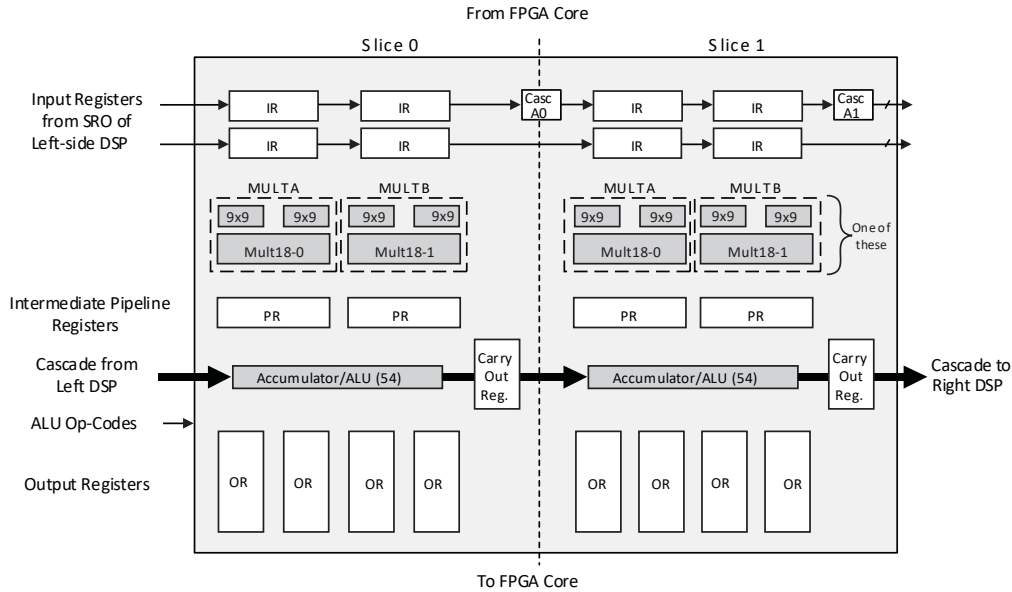 From FPGA Core
Slice 0
Slice 1
Input Registers
from SRO of
Left-side DSP
IR
IR
Casc
A0
IR
IR
Casc
A1
IR
IR
IR
IR
MULTA
MULTB
MULTA
MULTB
9x9
9x9
9x9
9x9
9x9
9x9
9x9
9x9
Mult18-0
Mult18-1
Mult18-0
Mult18-1
One of
these
Intermediate Pipeline
Registers
PR
PR
PR
PR
Cascade from
Left DSP
Accumulator/ALU (54)
Carry
Out
Reg.
Accumulator/ALU (54)
Carry
Out
Reg.
Cascade to
Right DSP
ALU Op-Codes
Output Registers
OR
OR
OR
OR
OR
OR
OR
OR
To FPGA Core